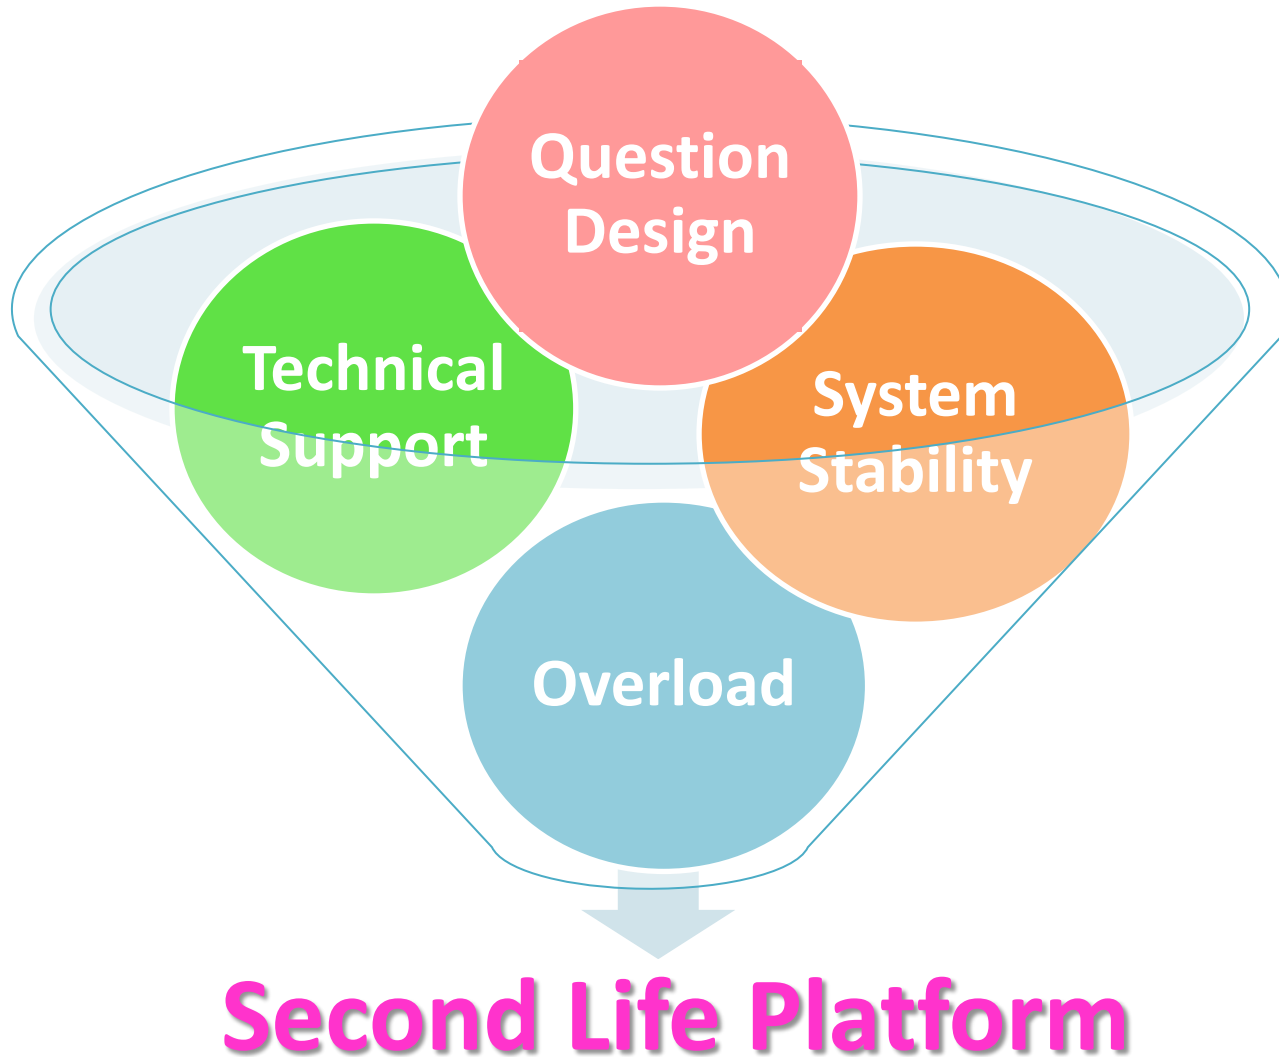 Question
Design
Technical
Support
System
Stability
Overload
Second Life Platform